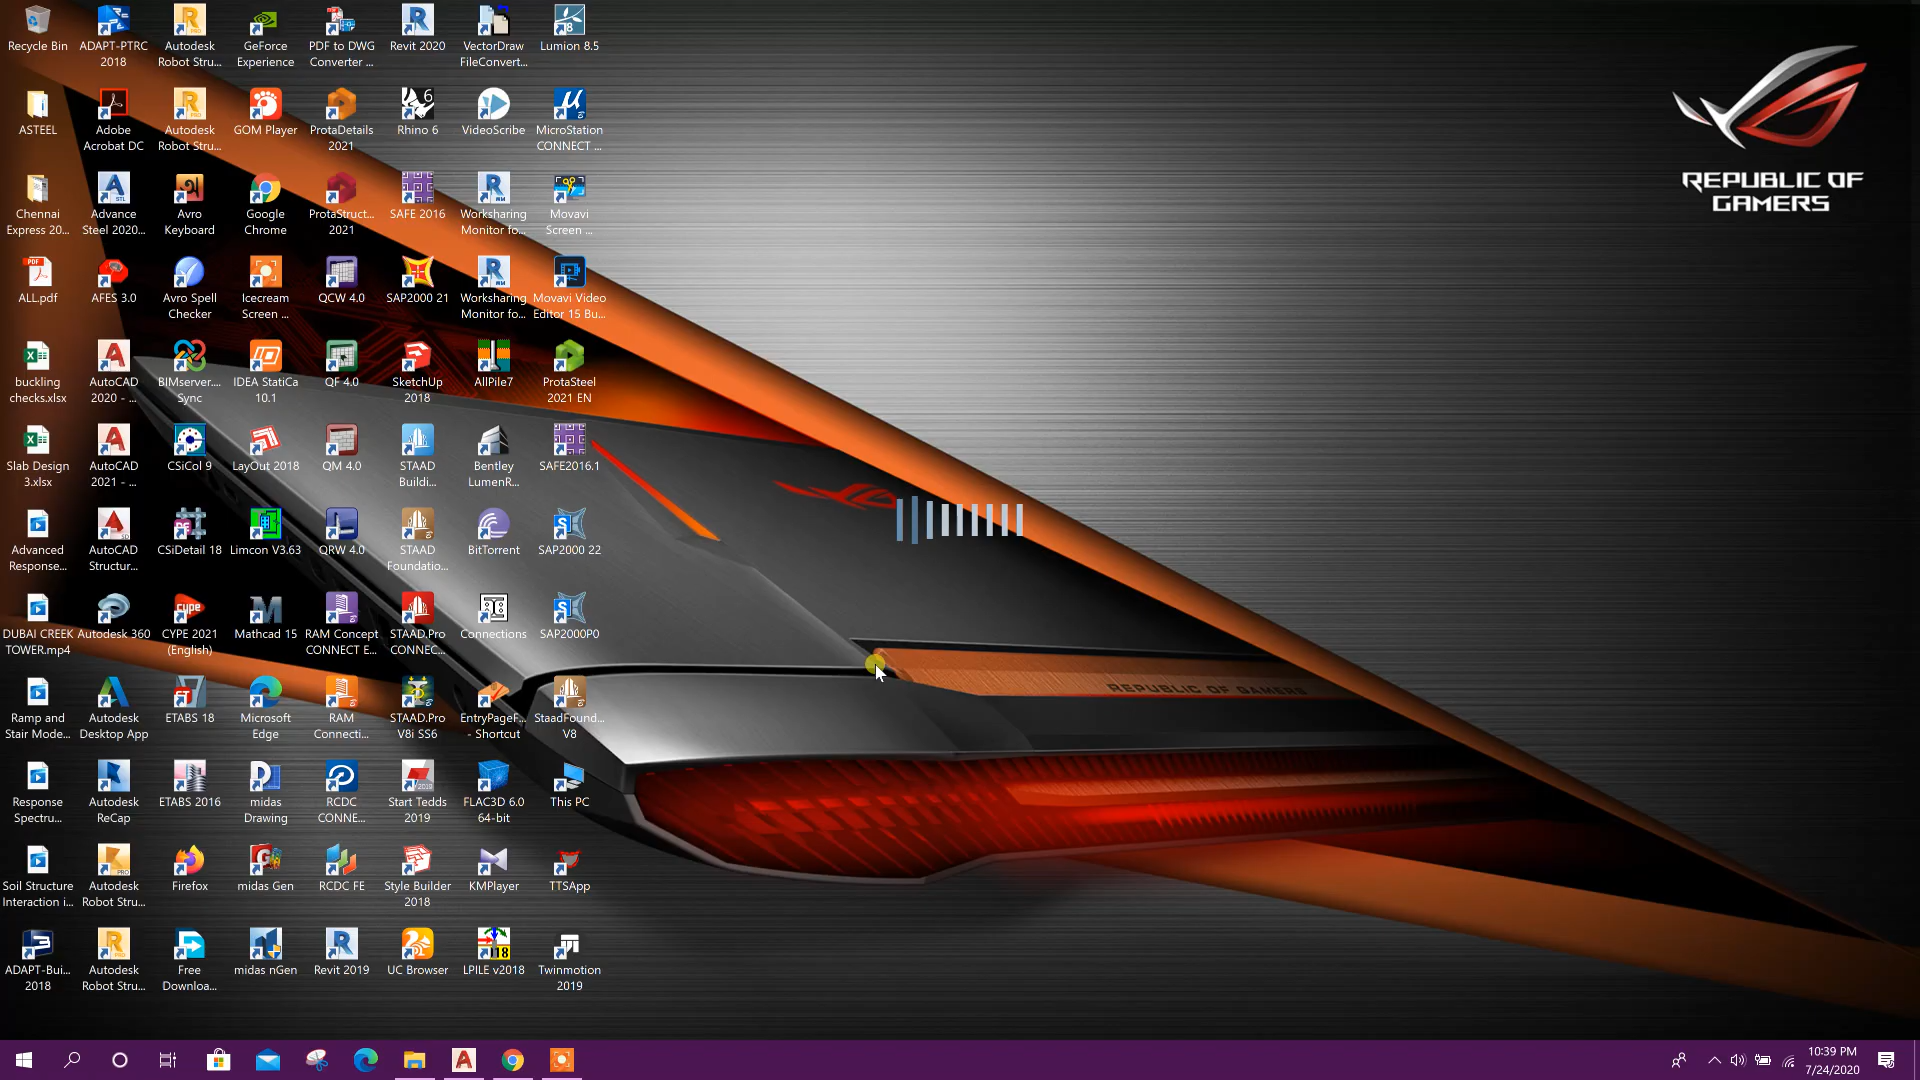 Recycle Bin
ADAPT-PTRC
2018
Autodesk
Robot Stru...
GeForce
Experience
PDF to DWG
Converter ...
Revit 2020
VectorDraw
FileConvert...
Lumion 8.5
ASTEEL
Adobe
Acrobat DC
Autodesk
Robot Stru...
GOM Player
ProtaDetails
2021
Rhino 6
VideoScribe
MicroStation
CONNECT ...
Chennai
Express 20...
Advance
Steel 2020...
Avro
Keyboard
Google
Chrome
ProtaStruct...
2021
SAFE 2016
Worksharing
Monitor fo...
Movavi
Screen ...
ALL.pdf
AFES 3.0
Avro Spell
Checker
Icecream
Screen ...
QCW 4.0
SAP2000 21
Worksharing
Monitor fo...
Movavi Video
Editor 15 Bu...
buckling
checks.xlsx
AutoCAD
2020 - ...
BIMserver....
Sync
IDEA StatiCa
10.1
QF 4.0
SketchUp
2018
AllPile7
ProtaSteel
2021 EN
Slab Design
3.xlsx
AutoCAD
2021 - ...
CSiCol 9
LayOut 2018
QM 4.0
STAAD
Buildi...
Bentley
LumenR...
SAFE2016.1
Advanced
Response...
AutoCAD
Structur...
CSiDetail 18
Limcon V3.63
QRW 4.0
STAAD
Foundatio...
BitTorrent
SAP2000 22
DUBAI CREEK
TOWER.mp4
Autodesk 360
CYPE 2021
(English)
Mathcad 15
RAM Concept
CONNECT E...
STAAD.Pro
CONNEC...
Connections
SAP2000P0
Ramp and
Stair Mode...
Autodesk
Desktop App
ETABS 18
Microsoft
Edge
RAM
Connecti...
STAAD.Pro
V8i SS6
EntryPageF...
- Shortcut
StaadFound...
V8
Response
Spectru...
Autodesk
ReCap
ETABS 2016
midas
Drawing
RCDC
CONNE...
Start Tedds
2019
FLAC3D 6.0
64-bit
This PC
Soil Structure
Interaction i...
Autodesk
Robot Stru...
Firefox
midas Gen
RCDC FE
Style Builder
2018
KMPlayer
TTSApp
ADAPT-Bui...
2018
Autodesk
Robot Stru...
Free
Downloa...
midas nGen
Revit 2019
UC Browser
LPILE v2018
Twinmotion
2019
REPUBLIC OF
GAMERS
REPUBLIC OF GAMERS
10:39 PM
7/24/2020